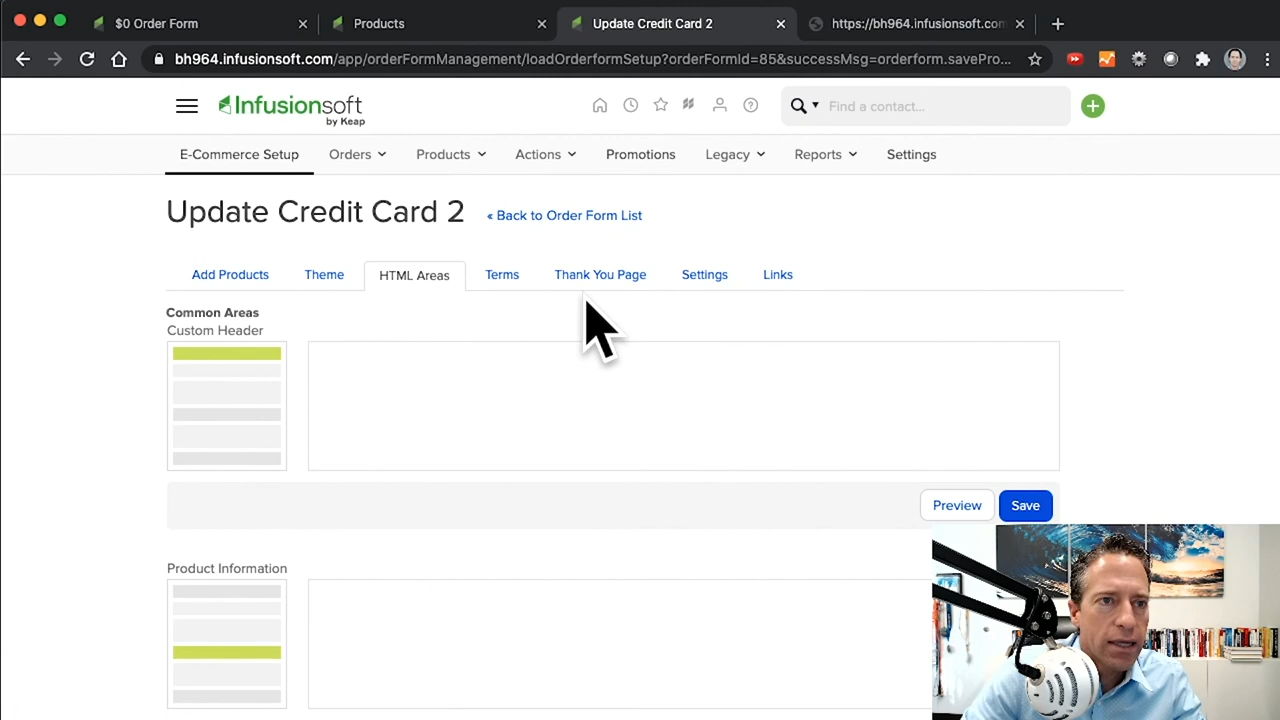 $0 Order Form
Products
Update Credit Card 2
https://bh964.infusionsoft.com
bh964.infusionsoft.com/app/orderFormManagement/loadOrderformSetup?orderFormId=85&successMsg=orderform.savePro...
Infusionsoft
by Keap
Find a contact...
E-Commerce Setup
Orders
Products
Actions
Promotions
Legacy
Reports
Settings
Update Credit Card 2
« Back to Order Form List
Add Products
Theme
HTML Areas
Terms
Thank You Page
Settings
Links
Common Areas
Custom Header
Preview
Save
Product Information